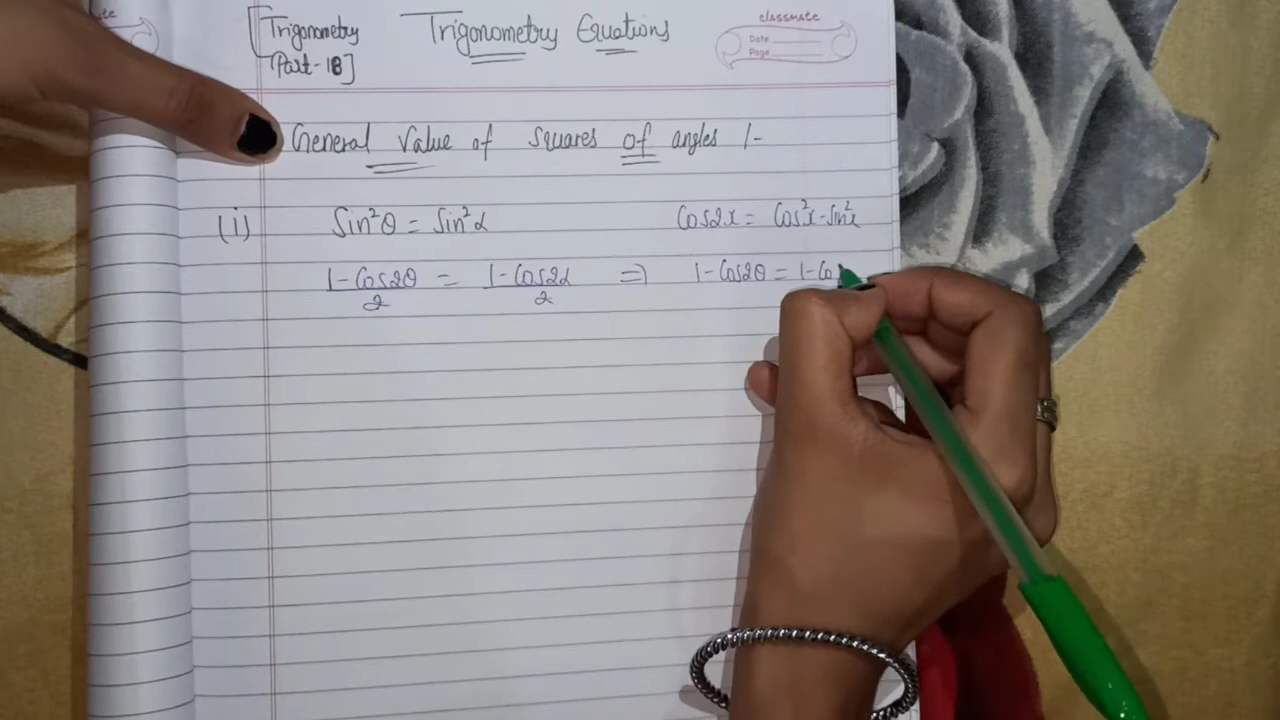 [Trigonometry
Part-18]
Trigonometry Equations
classmate
Date
Page
General Value of Squares of angles :-
(i) Sin²θ = Sin²α
Cos2x = Cos²x-Sin²x
1-Cos2θ/2 = 1-Cos2α/2 ⇒ 1-Cos2θ = 1-Co